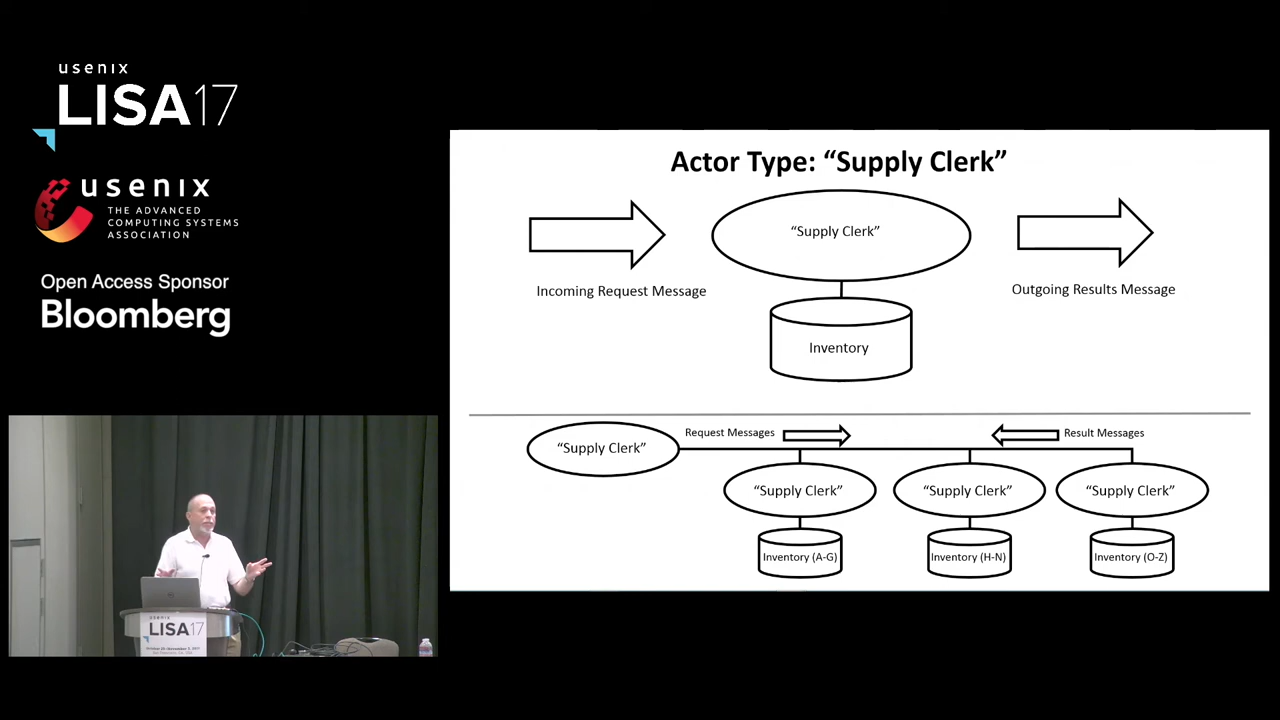 usenix
LISA17
usenix
THE ADVANCED
COMPUTING SYSTEMS
ASSOCIATION
Open Access Sponsor
Bloomberg
Actor Type: “Supply Clerk”
“Supply Clerk”
Incoming Request Message
Outgoing Results Message
Inventory
“Supply Clerk”
Request Messages
Result Messages
“Supply Clerk”
“Supply Clerk”
“Supply Clerk”
Inventory (A-G)
Inventory (H-N)
Inventory (O-Z)
usenix
LISA17